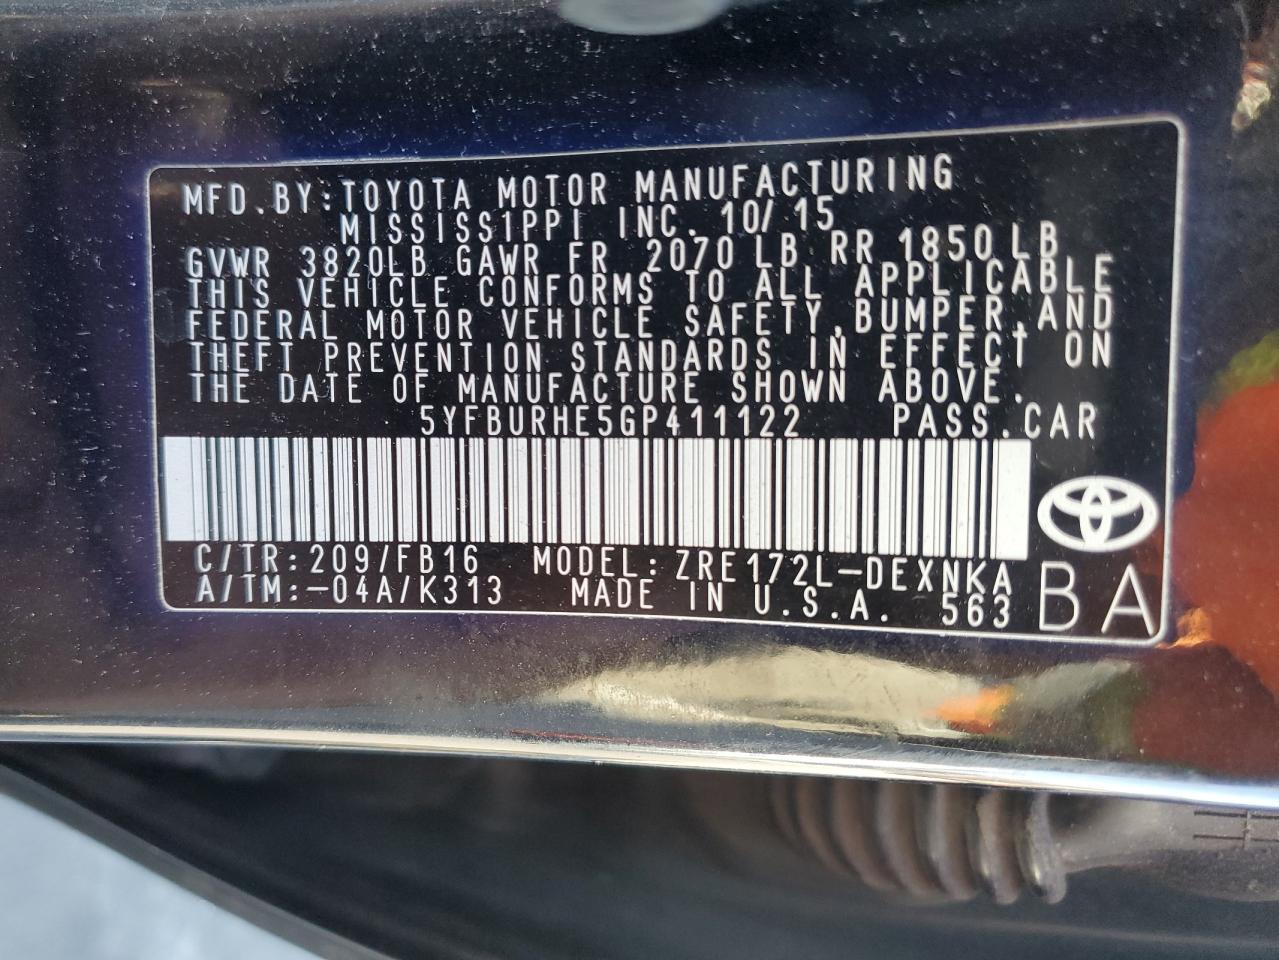 MFD.BY:TOYOTA MOTOR MANUFACTURING
MISSISS1PPI INC. 10/15
GVWR 3820LB GAWR FR 2070LB RR 1850LB
THIS VEHICLE CONFORMS TO ALL APPLICABLE
FEDERAL MOTOR VEHICLE SAFETY,BUMPER,AND
THEFT PREVENTION STANDARDS IN EFFECT ON
THE DATE OF MANUFACTURE SHOWN ABOVE.
5YFBURHE5GP411122 PASS.CAR
C/TR:209/FB16 MODEL:ZRE172L-DEXNKA
A/TM:-04A/K313 MADE IN U.S.A. 563
BA